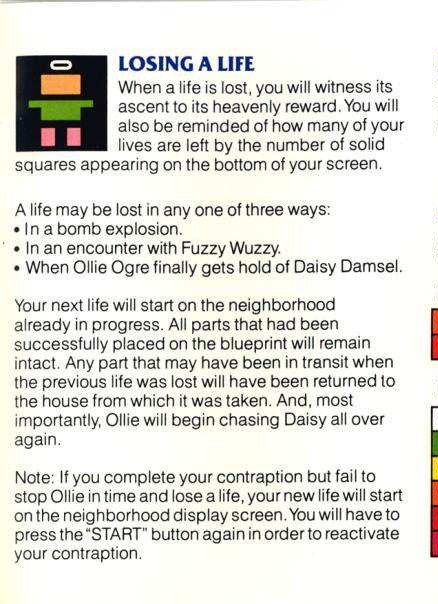 LOSING A LIFE
When a life is lost, you will witness its
ascent to its heavenly reward. You will
also be reminded of how many of your
lives are left by the number of solid
squares appearing on the bottom of your screen.
A life may be lost in any one of three ways:
• In a bomb explosion.
• In an encounter with Fuzzy Wuzzy.
• When Ollie Ogre finally gets hold of Daisy Damsel.
Your next life will start on the neighborhood
already in progress. All parts that had been
successfully placed on the blueprint will remain
intact. Any part that may have been in transit when
the previous life was lost will have been returned to
the house from which it was taken. And, most
importantly, Ollie will begin chasing Daisy all over
again.
Note: If you complete your contraption but fail to
stop Ollie in time and lose a life, your new life will start
on the neighborhood display screen. You will have to
press the “START” button again in order to reactivate
your contraption.